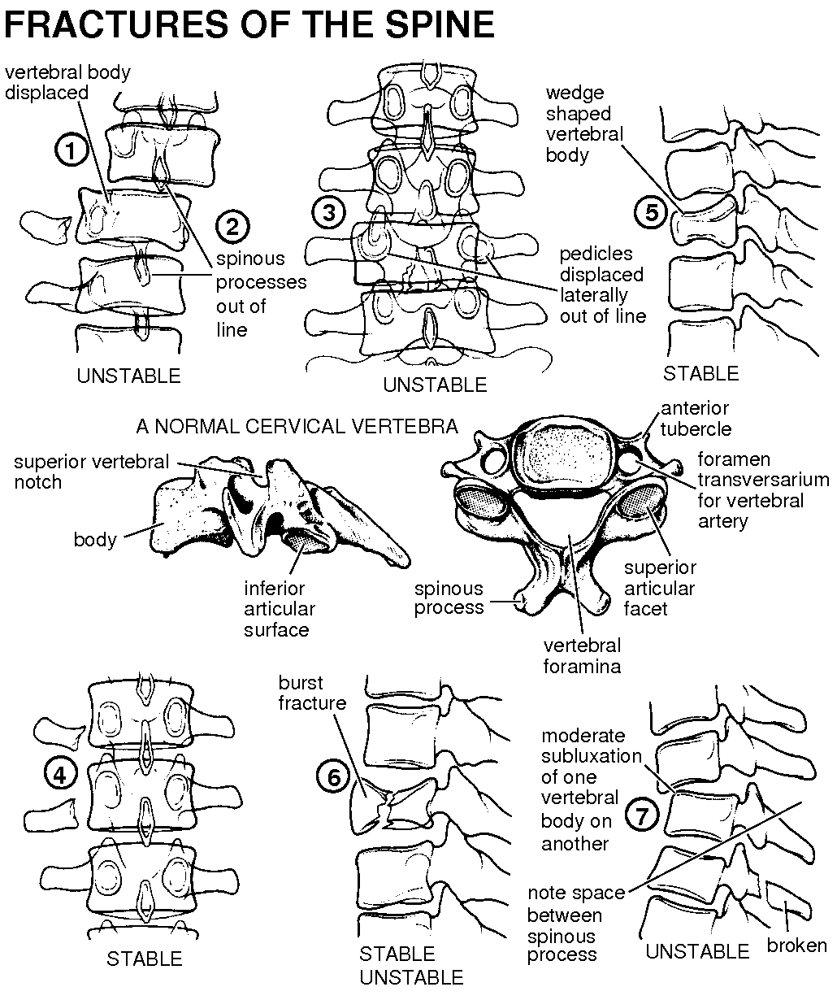 FRACTURES OF THE SPINE
vertebral body
displaced
1
2
spinous
processes
out of
line
UNSTABLE
3
pedicles
displaced
laterally
out of line
UNSTABLE
wedge
shaped
vertebral
body
5
STABLE
A NORMAL CERVICAL VERTEBRA
superior vertebral
notch
body
inferior
articular
surface
anterior
tubercle
foramen
transversarium
for vertebral
artery
superior
articular
facet
spinous
process
vertebral
foramina
4
STABLE
burst
fracture
6
STABLE
UNSTABLE
moderate
subluxation
of one
vertebral
body on
another
7
note space
between
spinous
process
UNSTABLE
broken